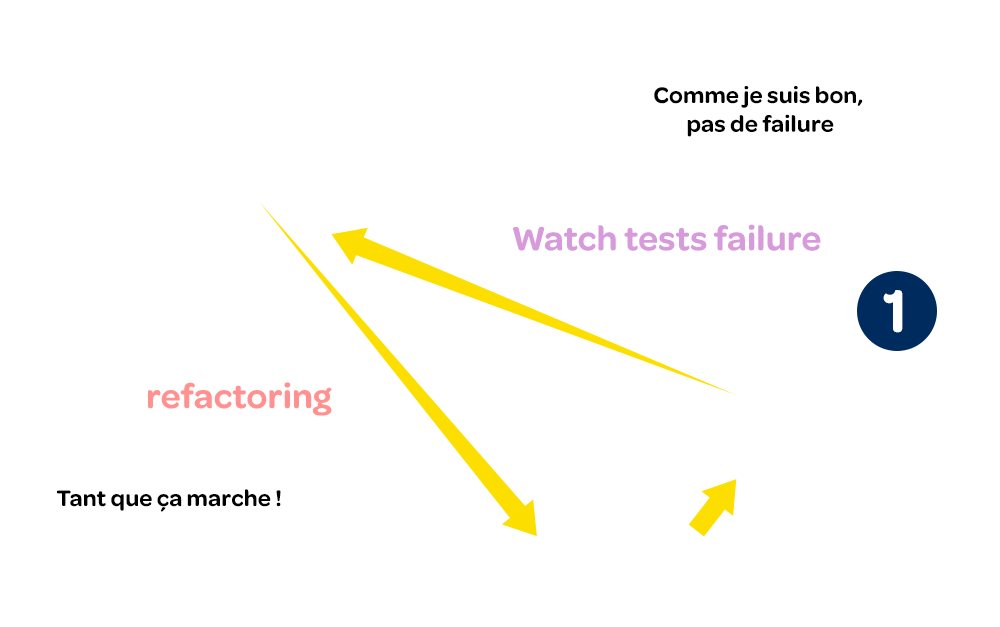 Comme je suis bon,
pas de failure
Watch tests failure
1
refactoring
Tant que ça marche !